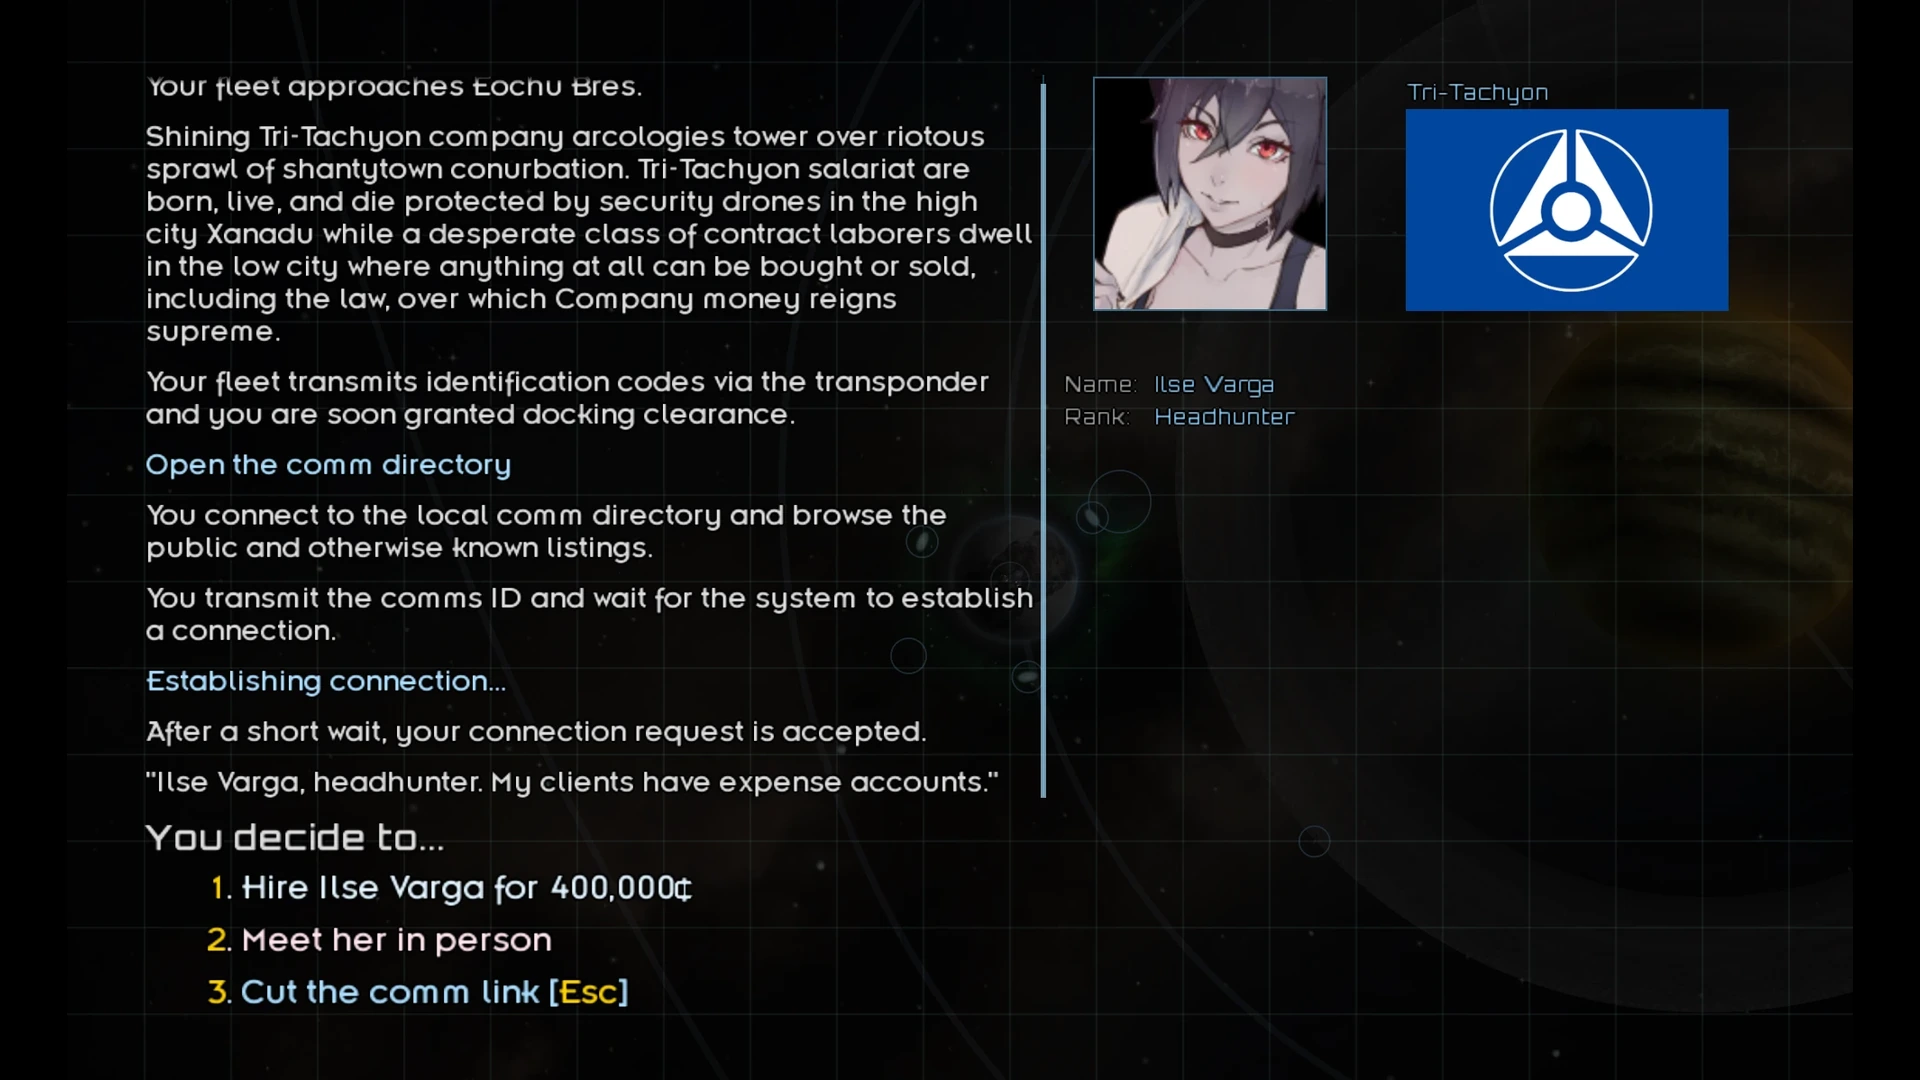 Your fleet approaches Eochu Bres.
Shining Tri-Tachyon company arcologies tower over riotous
sprawl of shantytown conurbation. Tri-Tachyon salariat are
born, live, and die protected by security drones in the high
city Xanadu while a desperate class of contract laborers dwell
in the low city where anything at all can be bought or sold,
including the law, over which Company money reigns
supreme.
Your fleet transmits identification codes via the transponder
and you are soon granted docking clearance.
Open the comm directory
You connect to the local comm directory and browse the
public and otherwise known listings.
You transmit the comms ID and wait for the system to establish
a connection.
Establishing connection...
After a short wait, your connection request is accepted.
"Ilse Varga, headhunter. My clients have expense accounts."
You decide to...
1. Hire Ilse Varga for 400,000₵
2. Meet her in person
3. Cut the comm link [Esc]
Tri-Tachyon
Name: Ilse Varga
Rank: Headhunter